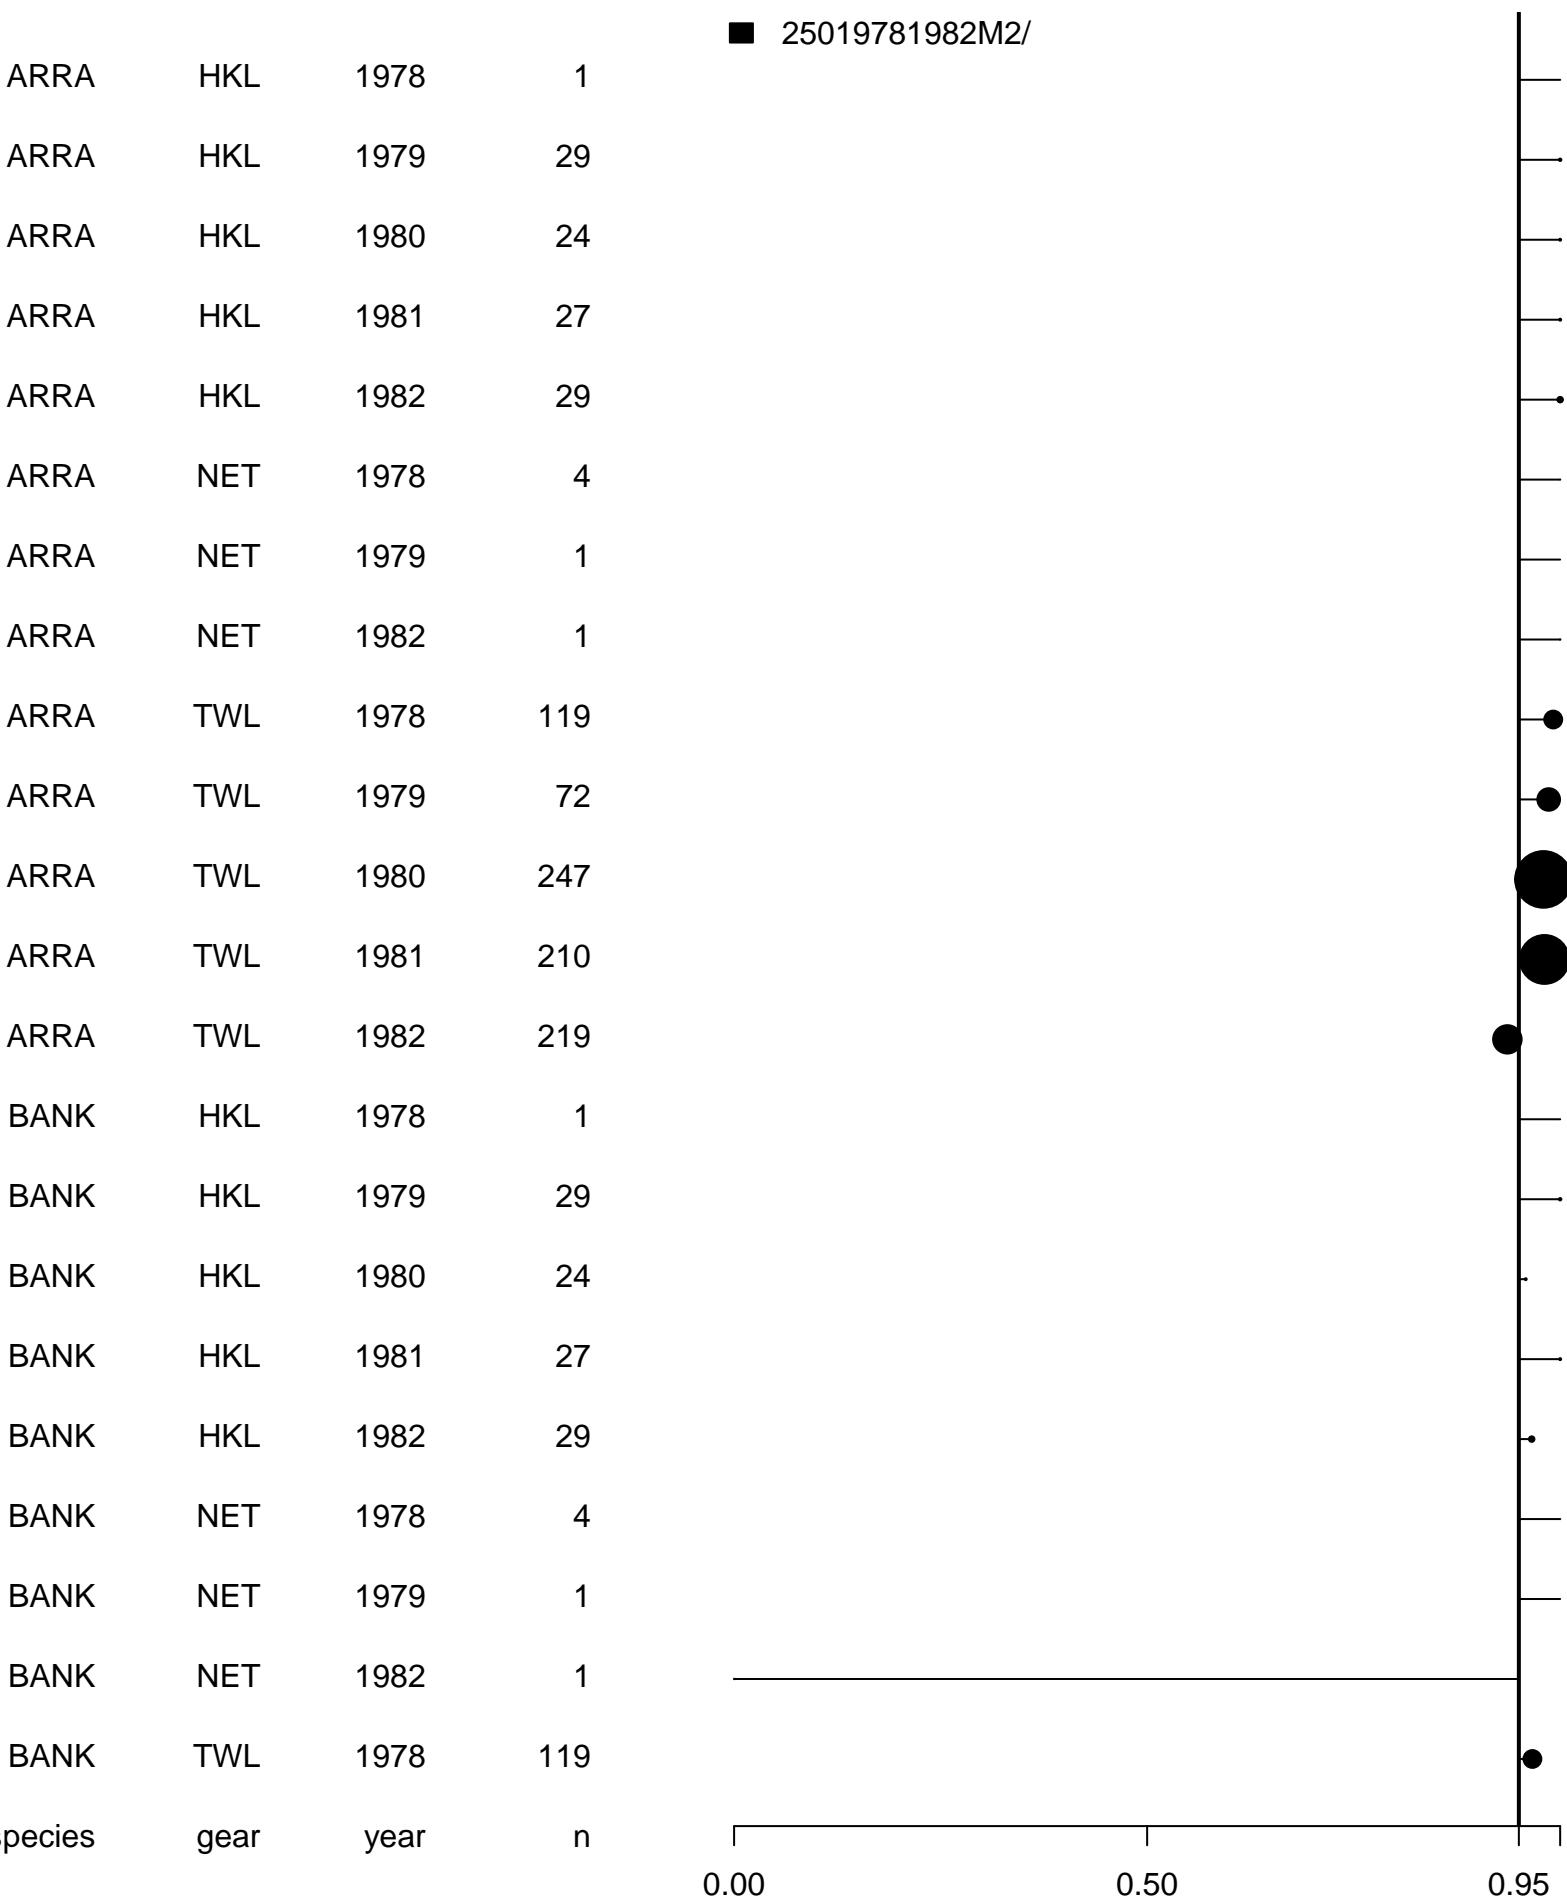 25019781982M2/
ARRA HKL 1978 1
ARRA HKL 1979 29
ARRA HKL 1980 24
ARRA HKL 1981 27
ARRA HKL 1982 29
ARRA NET 1978 4
ARRA NET 1979 1
ARRA NET 1982 1
ARRA TWL 1978 119
ARRA TWL 1979 72
ARRA TWL 1980 247
ARRA TWL 1981 210
ARRA TWL 1982 219
BANK HKL 1978 1
BANK HKL 1979 29
BANK HKL 1980 24
BANK HKL 1981 27
BANK HKL 1982 29
BANK NET 1978 4
BANK NET 1979 1
BANK NET 1982 1
BANK TWL 1978 119
pecies gear year n
0.00 0.50 0.95